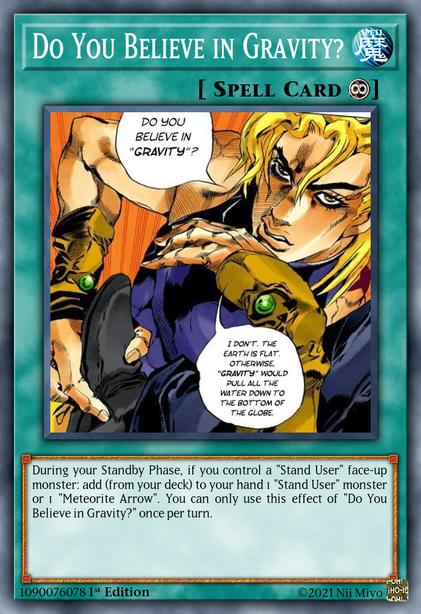 DO YOU BELIEVE IN GRAVITY?
SPELL
魔
[ SPELL CARD ]
DO YOU
BELIEVE IN
"GRAVITY"?
I DON'T. THE
EARTH IS FLAT.
OTHERWISE,
"GRAVITY" WOULD
PULL ALL THE
WATER DOWN TO
THE BOTTOM OF
THE GLOBE.
During your Standby Phase, if you control a "Stand User" face-up
monster: add (from your deck) to your hand 1 "Stand User" monster
or 1 "Meteorite Arrow". You can only use this effect of "Do You
Believe in Gravity?" once per turn.
1090076078 1st Edition
©2021 Nii Miyo